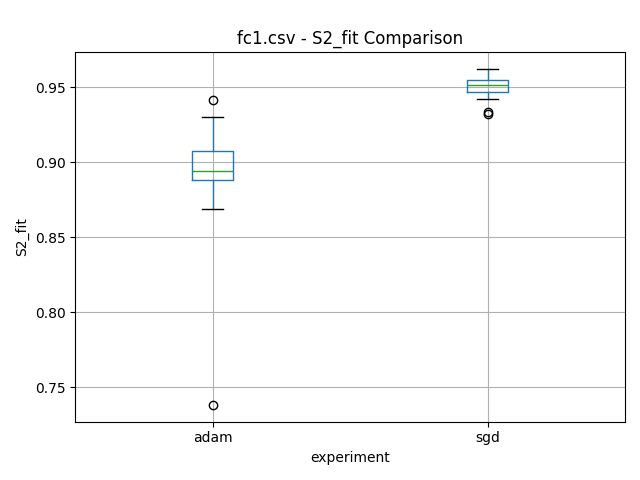 fc1.csv - S2_fit Comparison
0.95
0.90
0.85
0.80
0.75
S2_fit
adam
sgd
experiment